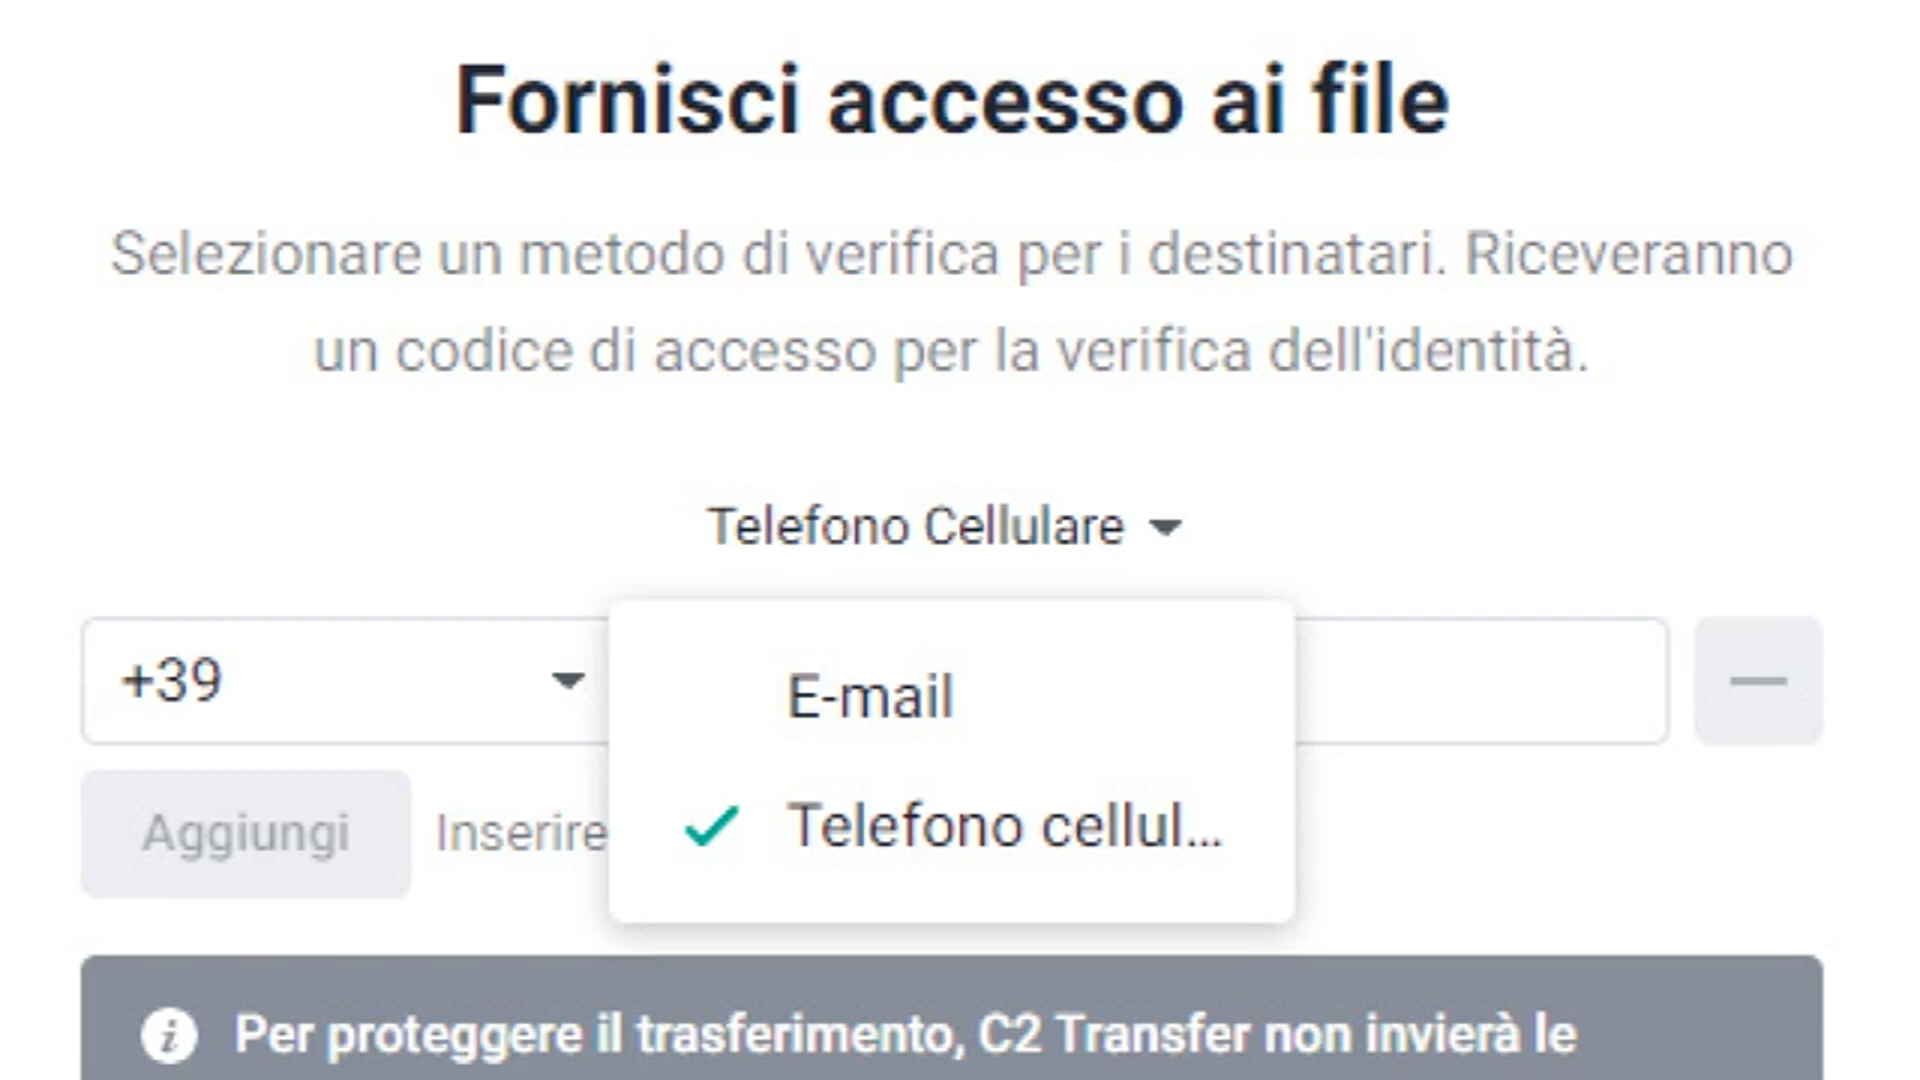 Fornisci accesso ai file
Selezionare un metodo di verifica per i destinatari. Riceveranno
un codice di accesso per la verifica dell'identità.
Telefono Cellulare
+39
E-mail
Telefono cellul...
Aggiungi
Inserire
Per proteggere il trasferimento, C2 Transfer non invierà le